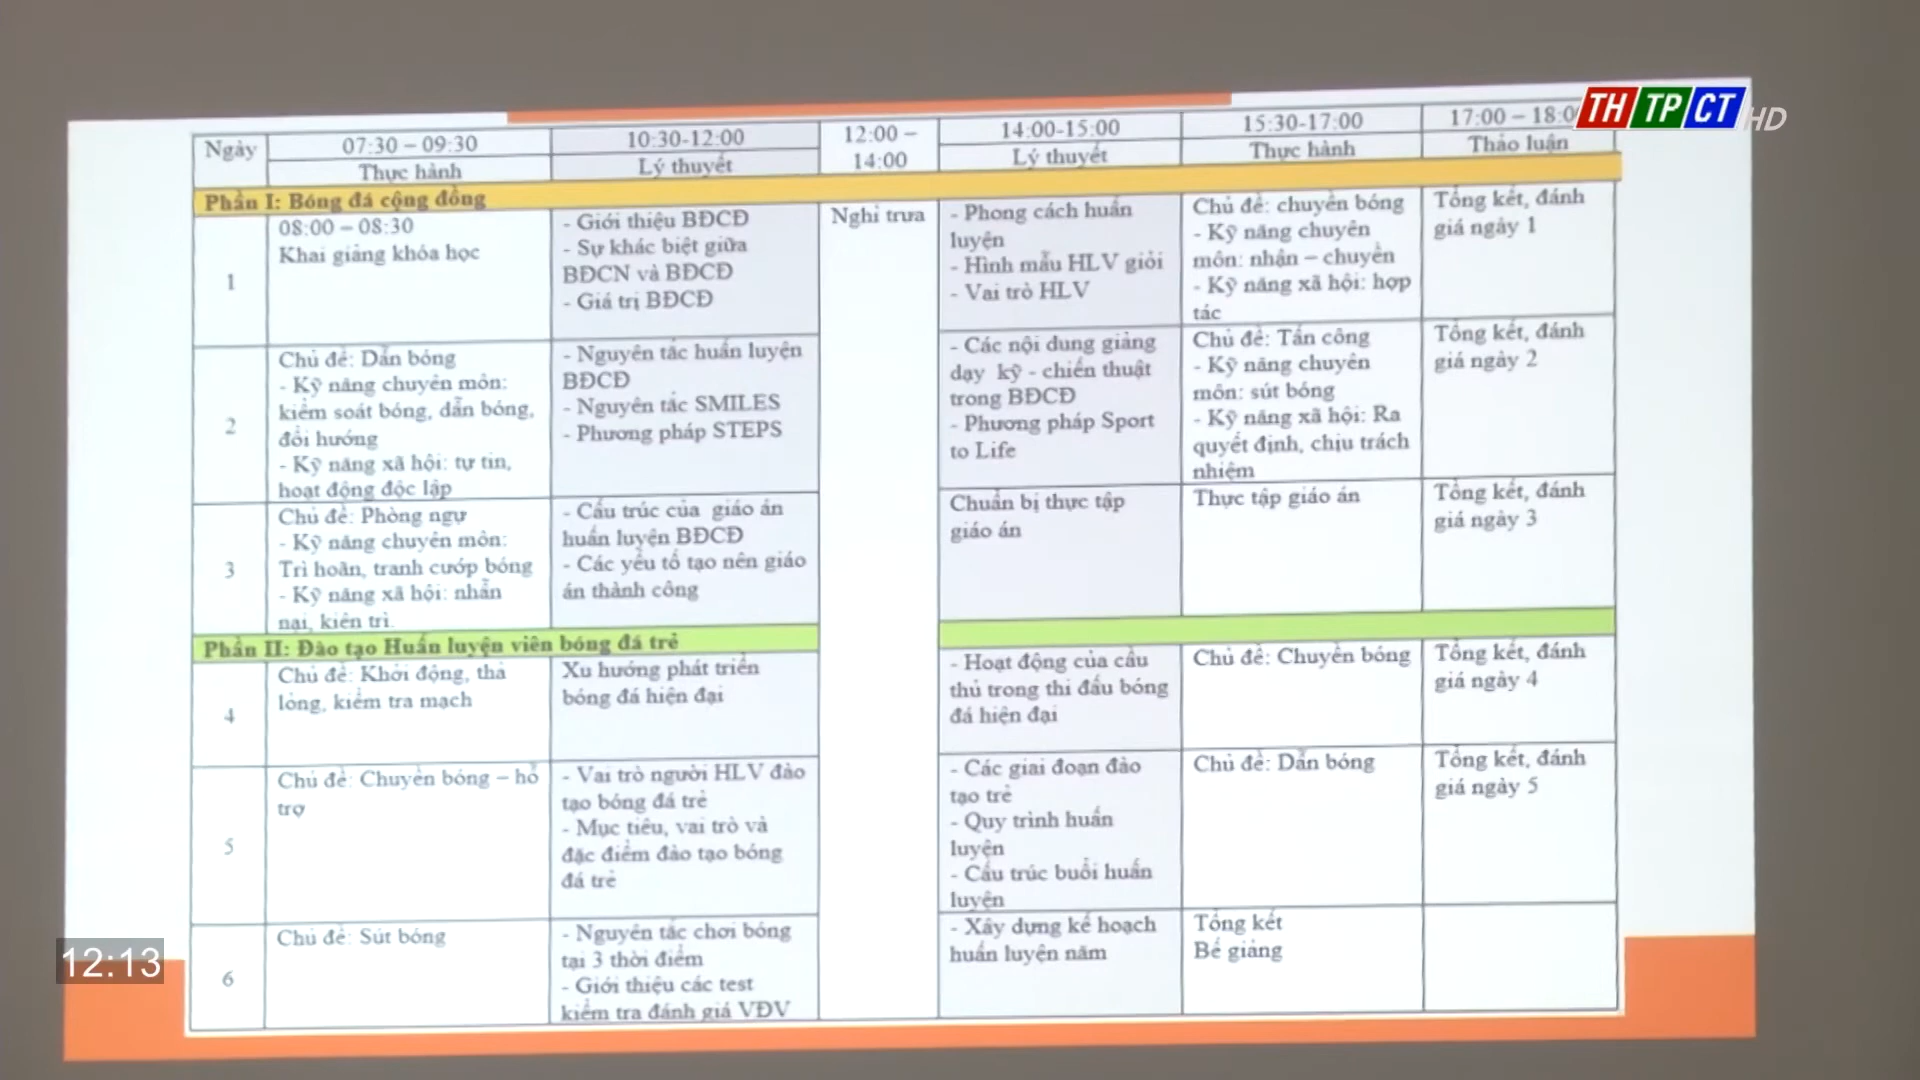 THTPCT HD
Ngày
07:30 – 09:30
10:30-12:00
12:00 –
14:00
14:00-15:00
15:30-17:00
17:00 – 18:0
Thực hành
Lý thuyết
Lý thuyết
Thực hành
Thảo luận
Phần I: Bóng đá cộng đồng
1
08:00 – 08:30
Khai giảng khóa học
- Giới thiệu BĐCĐ
- Sự khác biệt giữa
BĐCN và BĐCĐ
- Giá trị BĐCĐ
Nghỉ trưa
- Phong cách huấn
luyện
- Hình mẫu HLV giỏi
- Vai trò HLV
Chủ đề: chuyền bóng
- Kỹ năng chuyên
môn: nhận – chuyền
- Kỹ năng xã hội: hợp
tác
Tổng kết, đánh
giá ngày 1
2
Chủ đề: Dẫn bóng
- Kỹ năng chuyên môn:
kiểm soát bóng, dẫn bóng,
đổi hướng
- Kỹ năng xã hội: tự tin,
hoạt động độc lập
- Nguyên tắc huấn luyện
BĐCĐ
- Nguyên tắc SMILES
- Phương pháp STEPS
- Các nội dung giảng
dạy kỹ - chiến thuật
trong BĐCĐ
- Phương pháp Sport
to Life
Chủ đề: Tấn công
- Kỹ năng chuyên
môn: sút bóng
- Kỹ năng xã hội: Ra
quyết định, chịu trách
nhiệm
Tổng kết, đánh
giá ngày 2
3
Chủ đề: Phòng ngự
- Kỹ năng chuyên môn:
Trì hoãn, tranh cướp bóng
- Kỹ năng xã hội: nhẫn
nại, kiên trì.
- Cấu trúc của giáo án
huấn luyện BĐCĐ
- Các yếu tố tạo nên giáo
án thành công
Chuẩn bị thực tập
giáo án
Thực tập giáo án
Tổng kết, đánh
giá ngày 3
Phần II: Đào tạo Huấn luyện viên bóng đá trẻ
4
Chủ đề: Khởi động, thả
lỏng, kiểm tra mạch
Xu hướng phát triển
bóng đá hiện đại
- Hoạt động của cầu
thủ trong thi đấu bóng
đá hiện đại
Chủ đề: Chuyền bóng
Tổng kết, đánh
giá ngày 4
5
Chủ đề: Chuyền bóng – hỗ
trợ
- Vai trò người HLV đào
tạo bóng đá trẻ
- Mục tiêu, vai trò và
đặc điểm đào tạo bóng
đá trẻ
- Các giai đoạn đào
tạo trẻ
- Quy trình huấn
luyện
- Cấu trúc buổi huấn
luyện
Chủ đề: Dẫn bóng
Tổng kết, đánh
giá ngày 5
6
Chủ đề: Sút bóng
- Nguyên tắc chơi bóng
tại 3 thời điểm
- Giới thiệu các test
kiểm tra đánh giá VĐV
- Xây dựng kế hoạch
huấn luyện năm
Tổng kết
Bế giảng
12:13